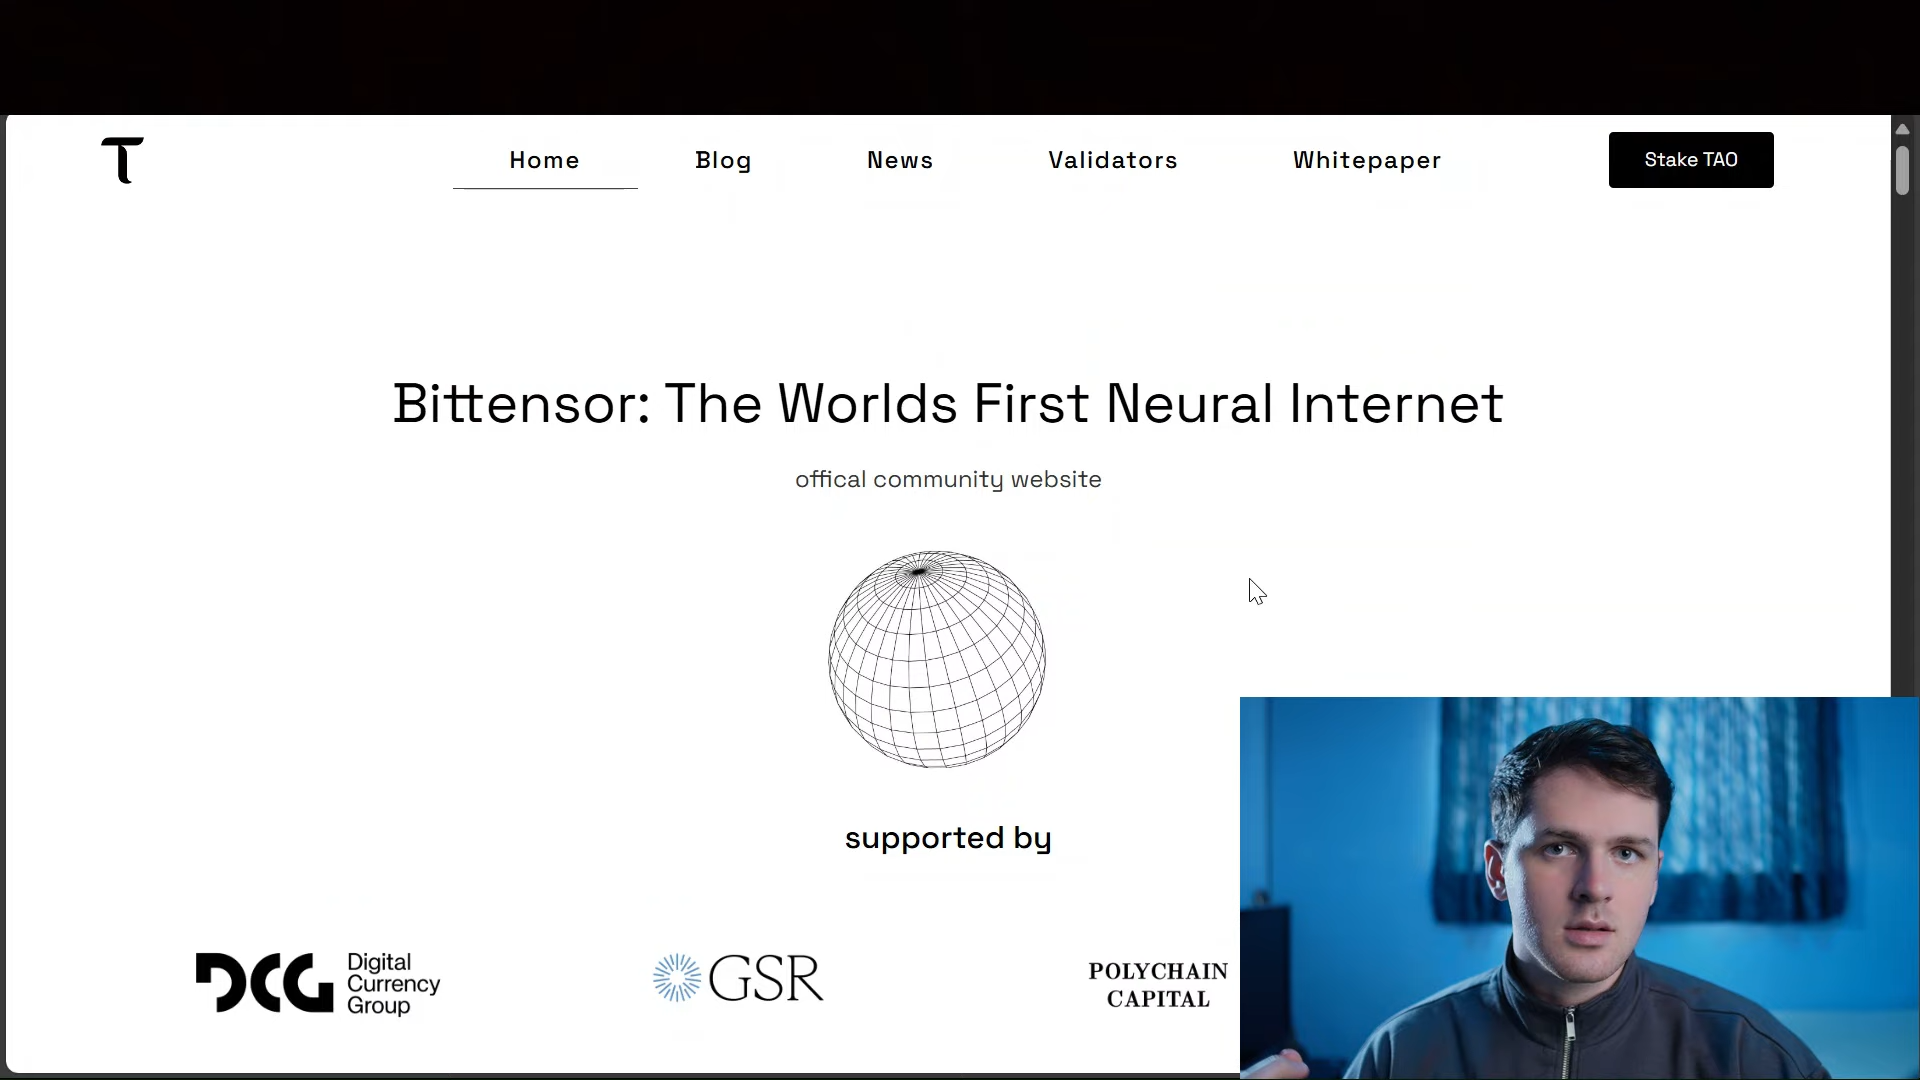 Home
Blog
News
Validators
Whitepaper
Stake TAO
Bittensor: The Worlds First Neural Internet
offical community website
supported by
DCG
Digital
Currency
Group
GSR
POLYCHAIN
CAPITAL